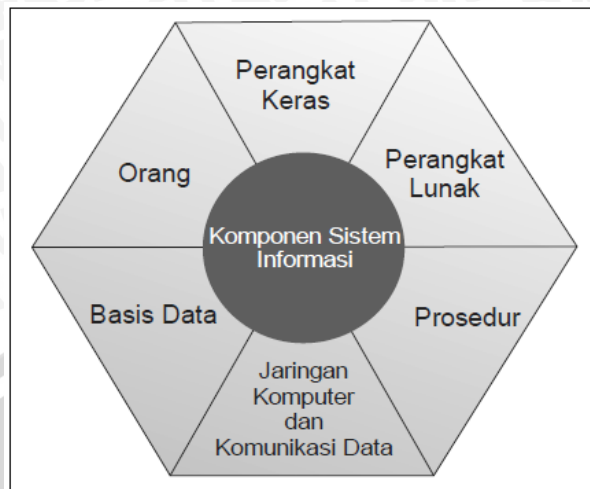 Perangkat
Keras
Perangkat
Lunak
Orang
Komponen Sistem
Informasi
Basis Data
Prosedur
Jaringan
Komputer
dan
Komunikasi Data